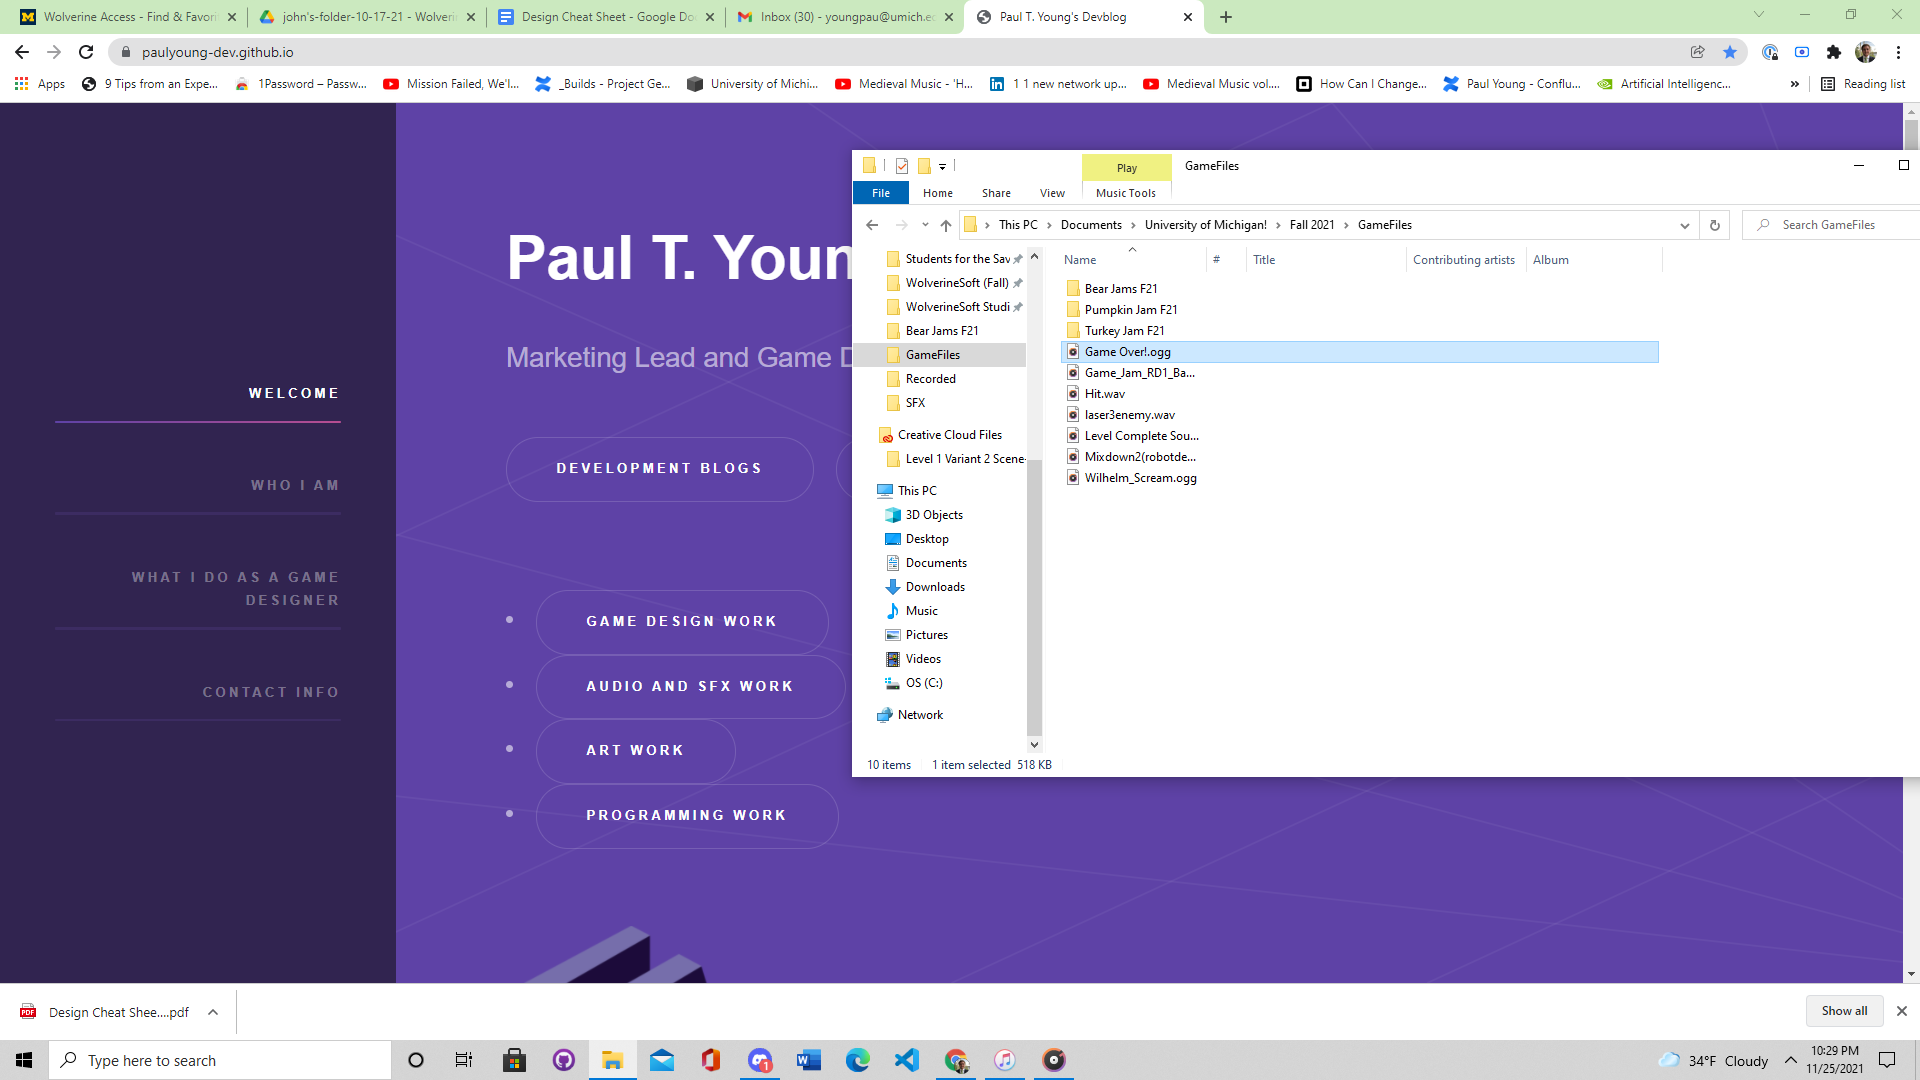 Wolverine Access - Find & Favori
john's-folder-10-17-21 - Wolverin
Design Cheat Sheet - Google Do
Inbox (30) - youngpau@umich.e
Paul T. Young's Devblog
paulyoung-dev.github.io
Apps
9 Tips from an Expe...
1Password – Passw...
Mission Failed, We'l...
_Builds - Project Ge...
University of Michi...
Medieval Music - 'H...
1 1 new network up...
Medieval Music vol....
How Can I Change...
Paul Young - Conflu...
Artificial Intelligenc...
»
Reading list
WELCOME
WHO I AM
WHAT I DO AS A GAME
DESIGNER
CONTACT INFO
Paul T. Youn
Marketing Lead and Game D
DEVELOPMENT BLOGS
GAME DESIGN WORK
AUDIO AND SFX WORK
ART WORK
PROGRAMMING WORK
Play
GameFiles
File
Home
Share
View
Music Tools
This PC > Documents > University of Michigan! > Fall 2021 > GameFiles
Search GameFiles
Students for the Sav
WolverineSoft (Fall)
WolverineSoft Studi
Bear Jams F21
GameFiles
Recorded
SFX
Creative Cloud Files
Level 1 Variant 2 Scene-
This PC
3D Objects
Desktop
Documents
Downloads
Music
Pictures
Videos
OS (C:)
Network
Name
#
Title
Contributing artists
Album
Bear Jams F21
Pumpkin Jam F21
Turkey Jam F21
Game Over!.ogg
Game_Jam_RD1_Ba...
Hit.wav
laser3enemy.wav
Level Complete Sou...
Mixdown2(robotde...
Wilhelm_Scream.ogg
10 items
1 item selected 518 KB
PDF
Design Cheat Shee....pdf
Show all
Type here to search
1
34°F Cloudy
10:29 PM
11/25/2021